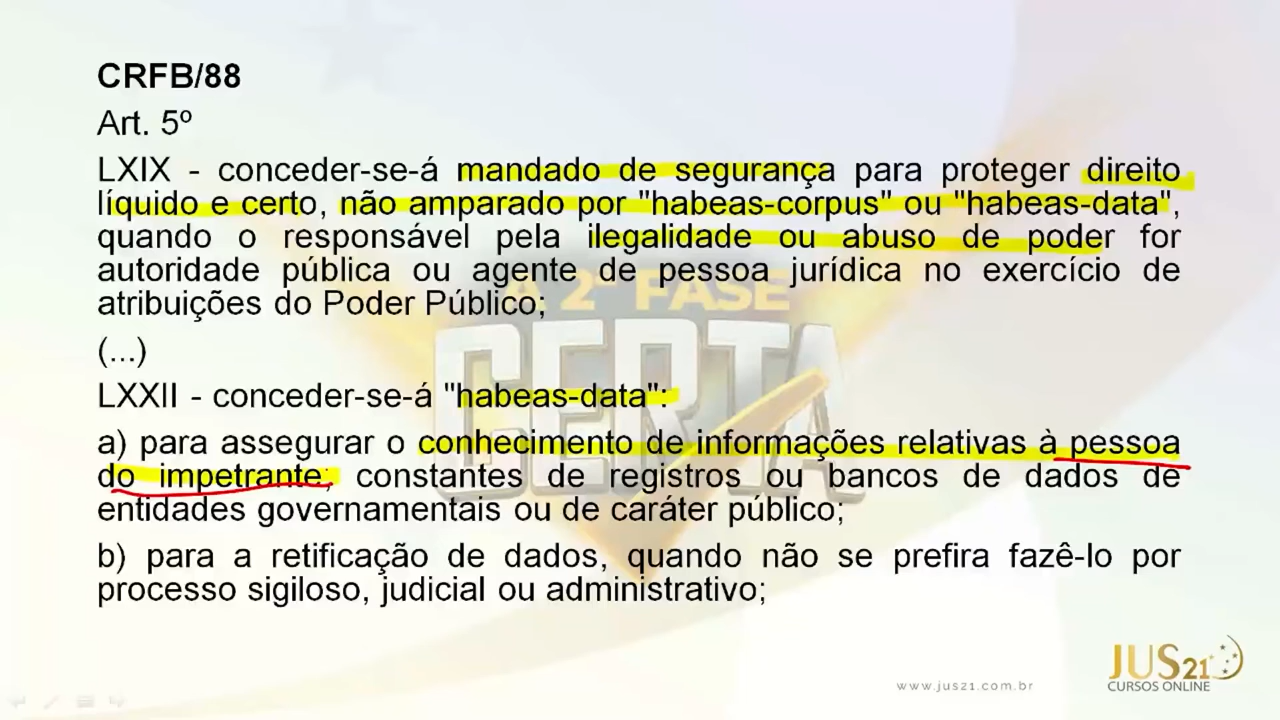 CRFB/88
Art. 5º
LXIX - conceder-se-á mandado de segurança para proteger direito
líquido e certo, não amparado por "habeas-corpus" ou "habeas-data",
quando o responsável pela ilegalidade ou abuso de poder for
autoridade pública ou agente de pessoa jurídica no exercício de
atribuições do Poder Público;
(...)
LXXII - conceder-se-á "habeas-data":
a) para assegurar o conhecimento de informações relativas à pessoa
do impetrante, constantes de registros ou bancos de dados de
entidades governamentais ou de caráter público;
b) para a retificação de dados, quando não se prefira fazê-lo por
processo sigiloso, judicial ou administrativo;
A 2ª FASE
CERTA
www.jus21.com.br
JUS21
CURSOS ONLINE